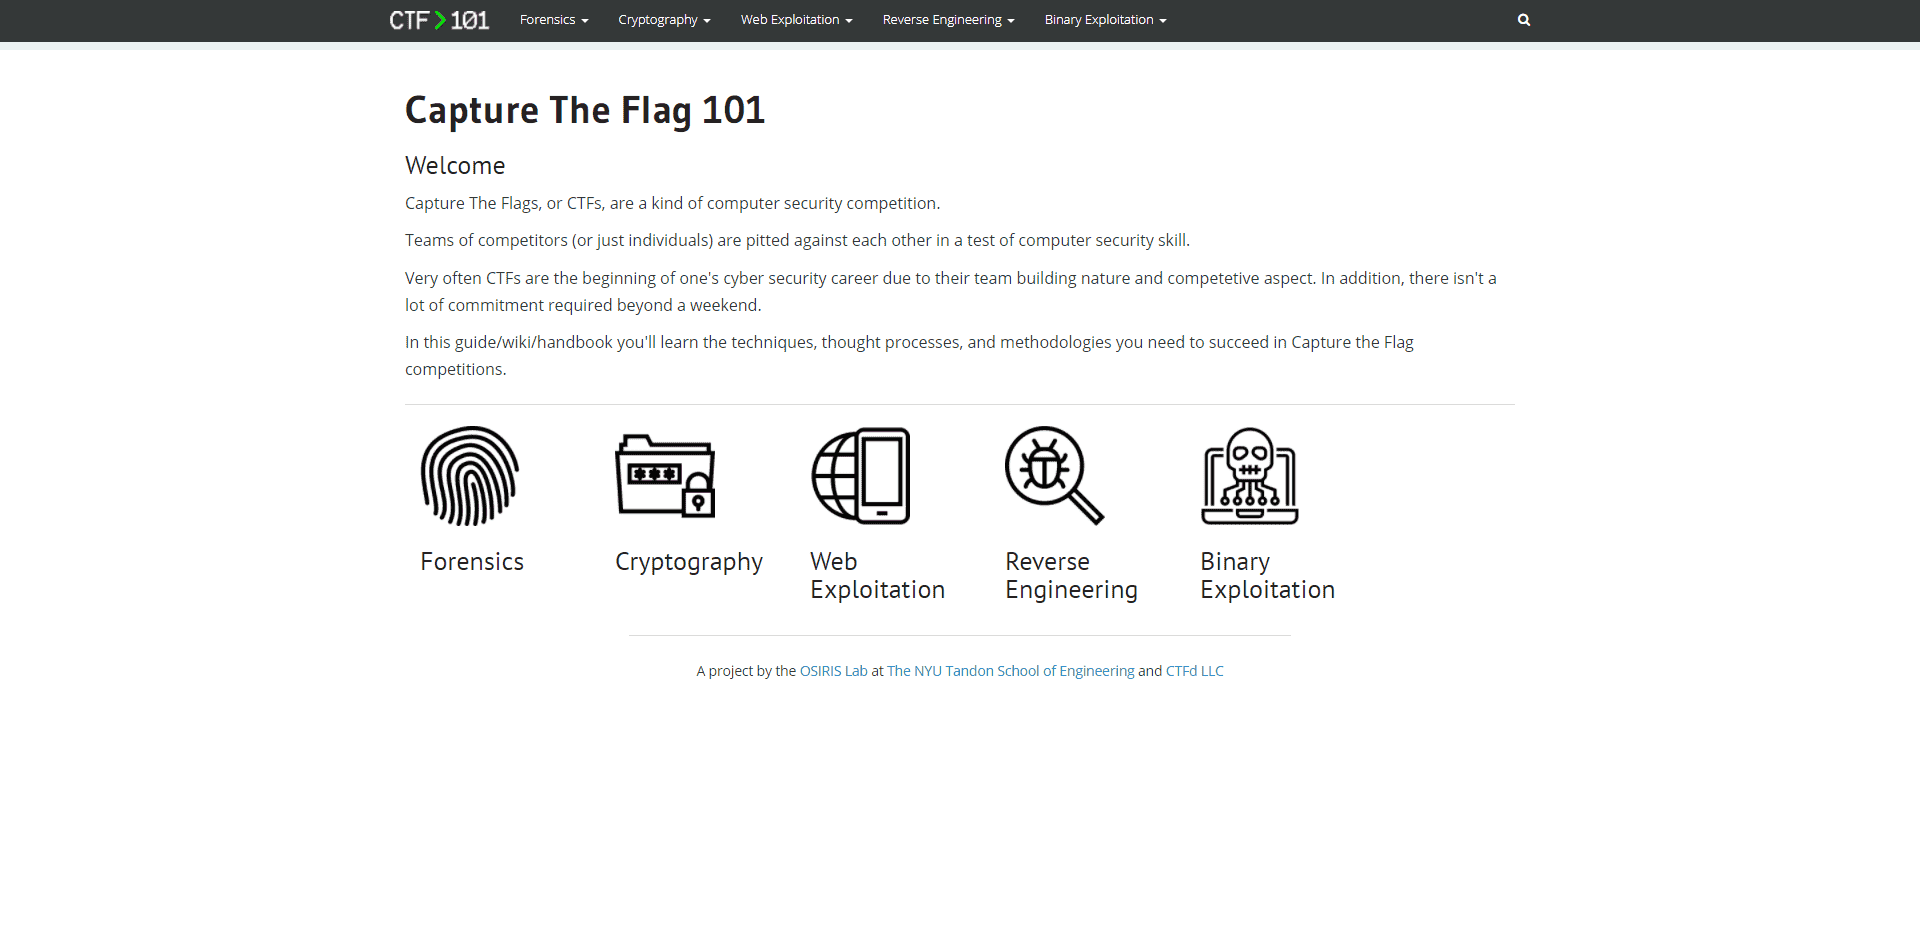 CTF > 101 Forensics Cryptography Web Exploitation Reverse Engineering Binary Exploitation
Capture The Flag 101
Welcome
Capture The Flags, or CTFs, are a kind of computer security competition.
Teams of competitors (or just individuals) are pitted against each other in a test of computer security skill.
Very often CTFs are the beginning of one's cyber security career due to their team building nature and competetive aspect. In addition, there isn't a
lot of commitment required beyond a weekend.
In this guide/wiki/handbook you'll learn the techniques, thought processes, and methodologies you need to succeed in Capture the Flag
competitions.
***
Forensics
Cryptography
Web
Exploitation
Reverse
Engineering
Binary
Exploitation
A project by the OSIRIS Lab at The NYU Tandon School of Engineering and CTFd LLC